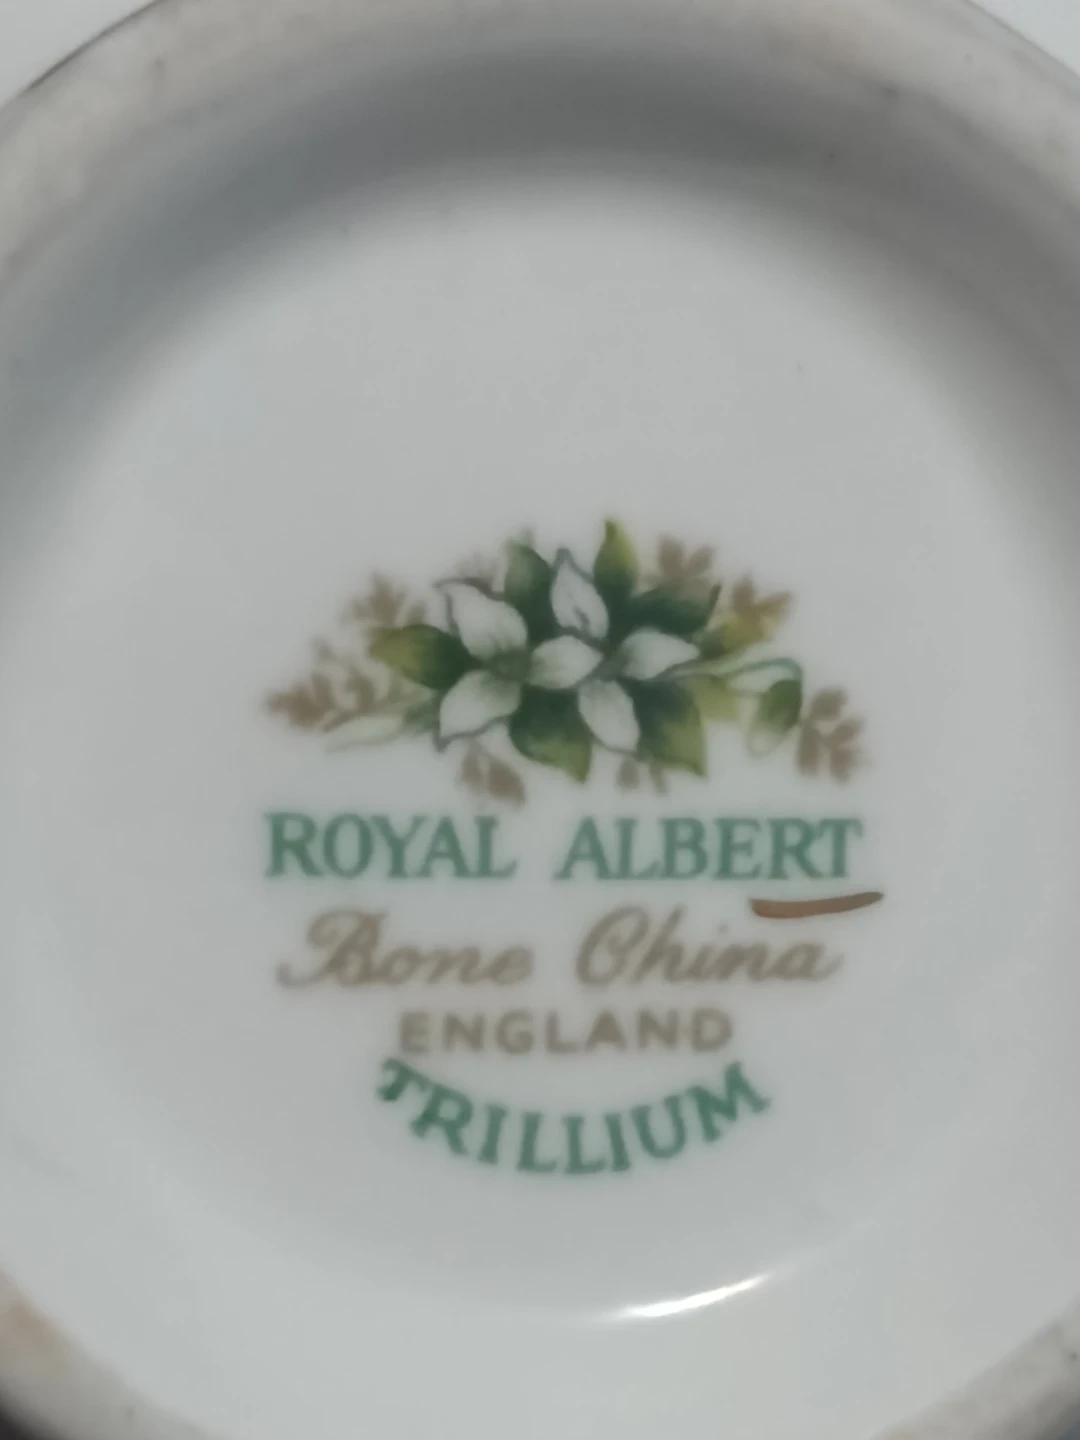 ROYAL ALBERT
Bone China
ENGLAND
TRILLIUM